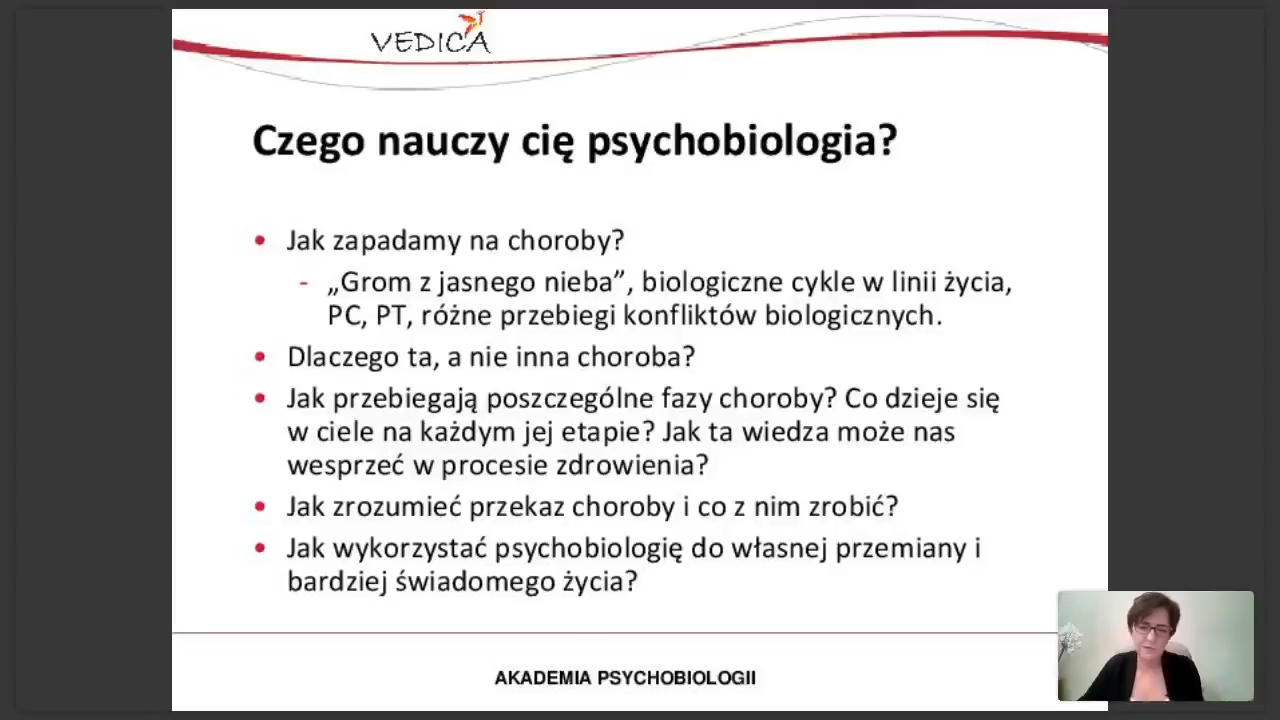 VEDICA
Czego nauczy cię psychobiologia?
• Jak zapadamy na choroby?
- „Grom z jasnego nieba”, biologiczne cykle w linii życia,
PC, PT, różne przebiegi konfliktów biologicznych.
• Dlaczego ta, a nie inna choroba?
• Jak przebiegają poszczególne fazy choroby? Co dzieje się
w ciele na każdym jej etapie? Jak ta wiedza może nas
wesprzeć w procesie zdrowienia?
• Jak zrozumieć przekaz choroby i co z nim zrobić?
• Jak wykorzystać psychobiologię do własnej przemiany i
bardziej świadomego życia?
AKADEMIA PSYCHOBIOLOGII